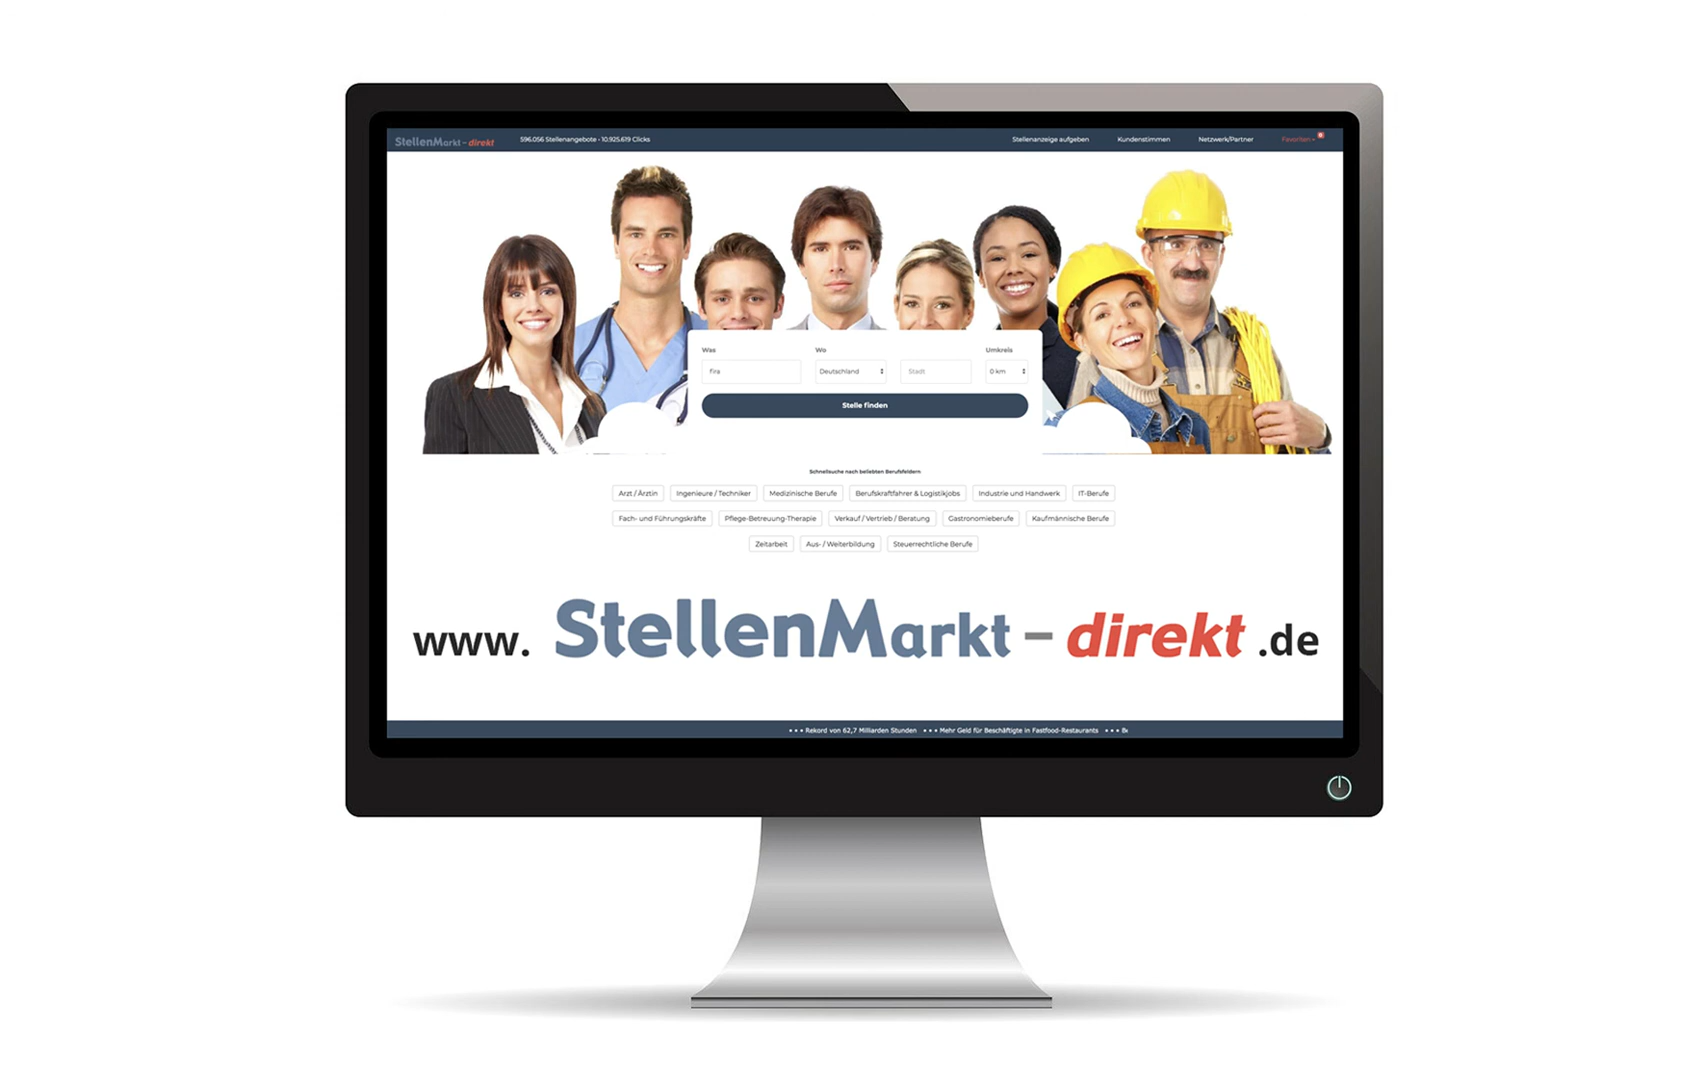 StellenMarkt - direkt 596.056 Stellenangebote • 10.925.619 Clicks Stellenanzeige aufgeben Kundenstimmen Netzwerk/Partner Favoriten 0
Was Wo Umkreis
fira Deutschland Stadt 0 km
Stelle finden
Schnellsuche nach beliebten Berufsfeldern
Arzt / Ärztin Ingenieure / Techniker Medizinische Berufe Berufskraftfahrer & Logistikjobs Industrie und Handwerk IT-Berufe
Fach- und Führungskräfte Pflege-Betreuung-Therapie Verkauf / Vertrieb / Beratung Gastronomieberufe Kaufmännische Berufe
Zeitarbeit Aus- / Weiterbildung Steuerrechtliche Berufe
www. StellenMarkt - direkt .de
• • • Rekord von 62,7 Milliarden Stunden • • • Mehr Geld für Beschäftigte in Fastfood-Restaurants • • •